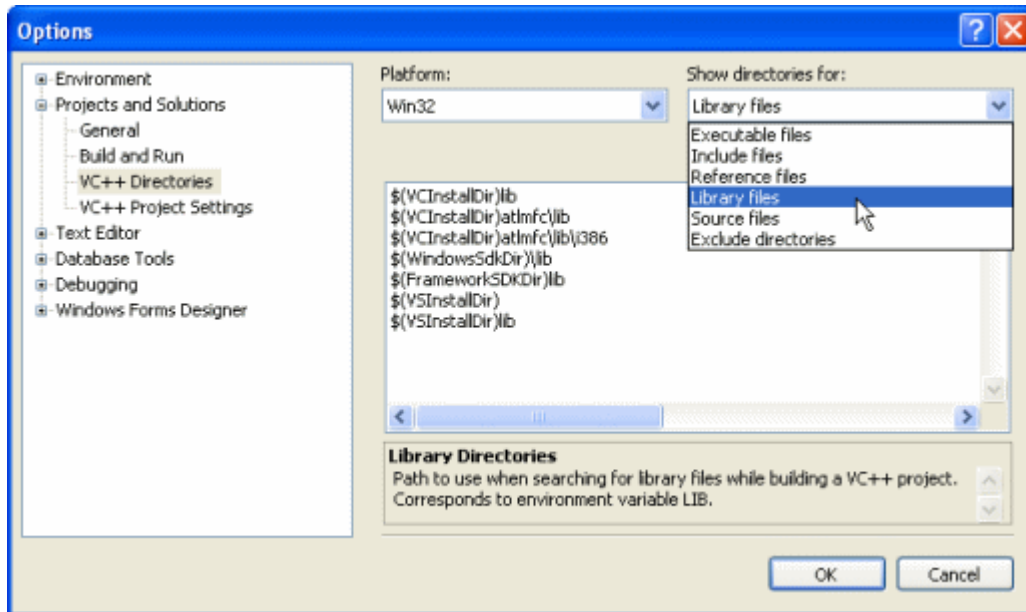 Options
Environment
Projects and Solutions
General
Build and Run
VC++ Directories
VC++ Project Settings
Text Editor
Database Tools
Debugging
Windows Forms Designer
Platform:
Win32
Show directories for:
Library files
Executable files
Include files
Reference files
Library files
Source files
Exclude directories
$(VCInstallDir)lib
$(VCInstallDir)atlmfc\lib
$(VCInstallDir)atlmfc\lib\i386
$(WindowsSdkDir)\lib
$(FrameworkSDKDir)lib
$(VSInstallDir)
$(VSInstallDir)lib
Library Directories
Path to use when searching for library files while building a VC++ project.
Corresponds to environment variable LIB.
OK
Cancel